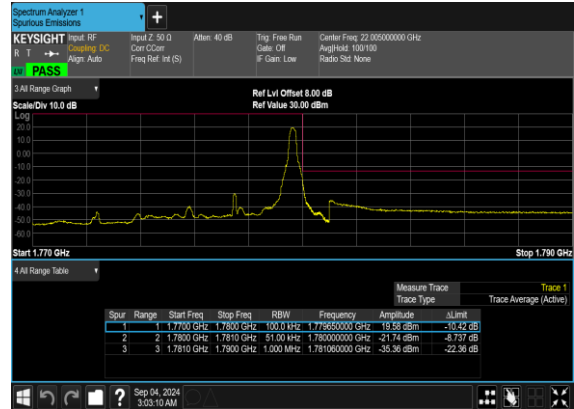 Spectrum Analyzer 1
Spurious Emissions
+
KEYSIGHT Input: RF Input Z: 50 Ω Atten: 40 dB Trig: Free Run Center Freq: 22.005000000 GHz
R T Coupling: DC Corr CCorr Gate: Off Avg|Hold: 100/100
Align: Auto Freq Ref: Int (S) IF Gain: Low Radio Std: None
LM PASS
3 All Range Graph
Ref Lvl Offset 8.00 dB
Scale/Div 10.0 dB Ref Value 30.00 dBm
Log
20.0
10.0
0.00
-10.0
-20.0
-30.0
-40.0
-50.0
-60.0
Start 1.770 GHz Stop 1.790 GHz
4 All Range Table
Measure Trace Trace 1
Trace Type Trace Average (Active)
Spur Range Start Freq Stop Freq RBW Frequency Amplitude ΔLimit
1 1 1.7700 GHz 1.7800 GHz 100.0 kHz 1.779650000 GHz 19.58 dBm -10.42 dB
2 2 1.7800 GHz 1.7810 GHz 51.00 kHz 1.780000000 GHz -21.74 dBm -8.737 dB
3 3 1.7810 GHz 1.7900 GHz 1.000 MHz 1.781060000 GHz -35.36 dBm -22.36 dB
? Sep 04, 2024
3:03:10 AM